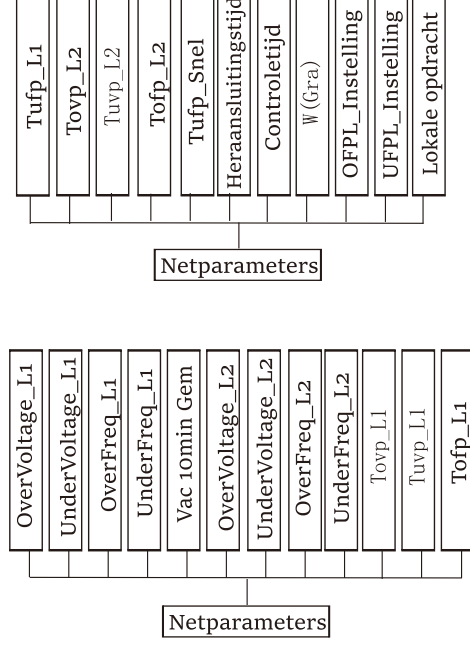 Tufp_L1
Tovp_L2
Tuvp_L2
Tofp_L2
Tufp_Snel
Heraansluitingstijd
Controletijd
W(Gra)
OFPL_Instelling
UFPL_Instelling
Lokale opdracht
Netparameters
OverVoltage_L1
UnderVoltage_L1
OverFreq_L1
UnderFreq_L1
Vac 10min Gem
OverVoltage_L2
UnderVoltage_L2
OverFreq_L2
UnderFreq_L2
Tovp_L1
Tuvp_L1
Tofp_L1
Netparameters